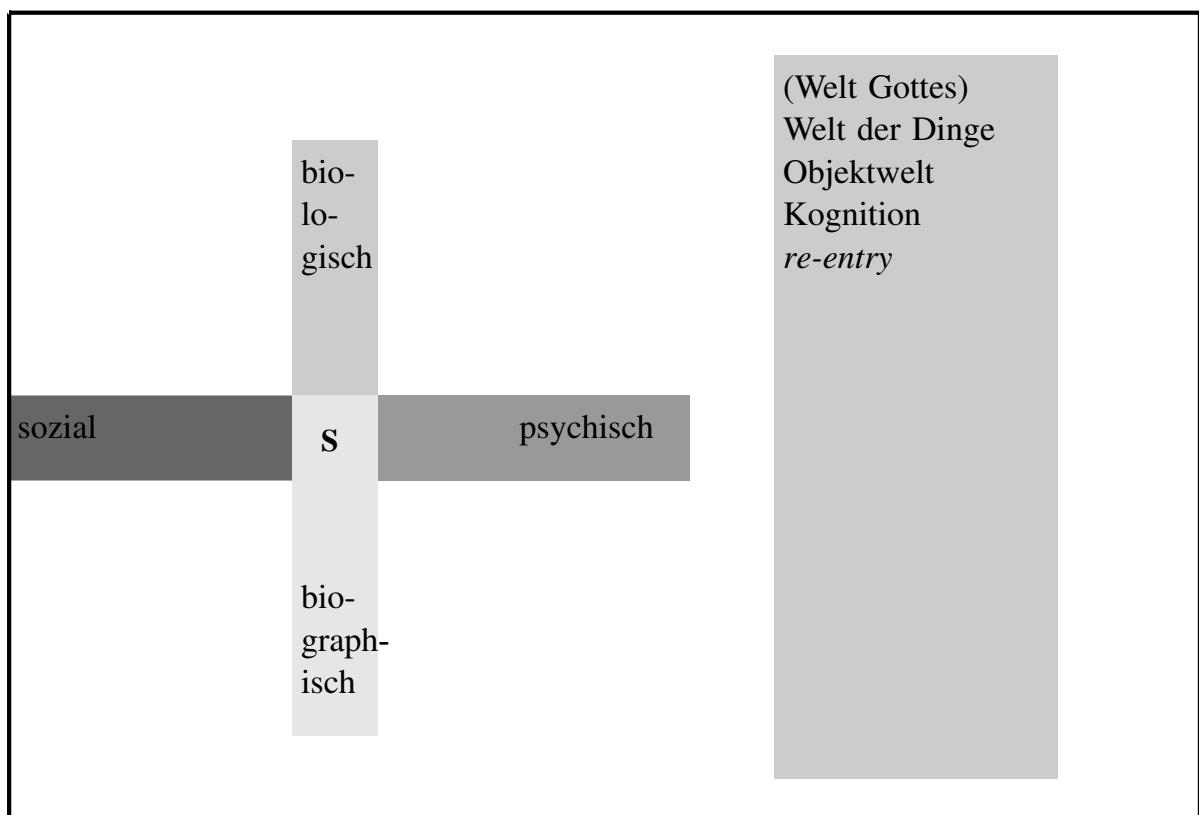 (Welt Gottes)
Welt der Dinge
Objektwelt
Kognition
re-entry
bio-
lo-
gisch
sozial
S
psychisch
bio-
graph-
isch